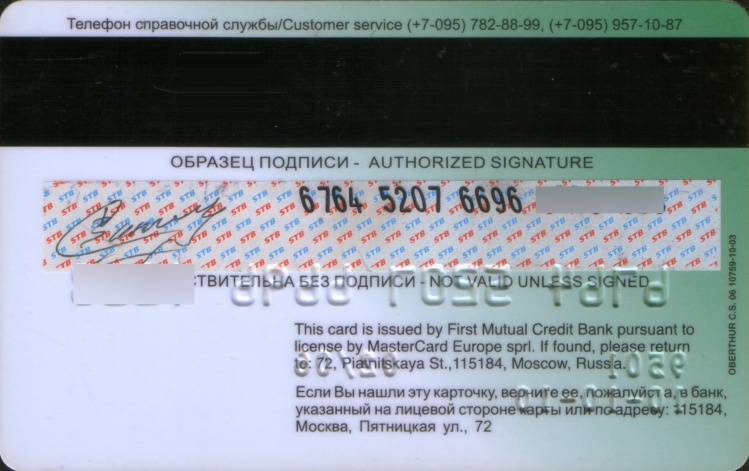 Телефон справочной службы/Customer service (+7-095) 782-88-99, (+7-095) 957-10-87
ОБРАЗЕЦ ПОДПИСИ - AUTHORIZED SIGNATURE
6764 5207 6696
STB
БЕЗ ПОДПИСИ - NOT VALID UNLESS SIGNED
This card is issued by First Mutual Credit Bank pursuant to
license by MasterCard Europe sprl. If found, please return
to: 72, Piatnitskaya St.,115184, Moscow, Russia.
Если Вы нашли эту карточку, верните ее, пожалуйст а, в банк,
указанный на лицевой стороне карты или по адресу: 115184,
Москва, Пятницкая ул., 72
OBERTHUR C.S. 06 10759-10-03